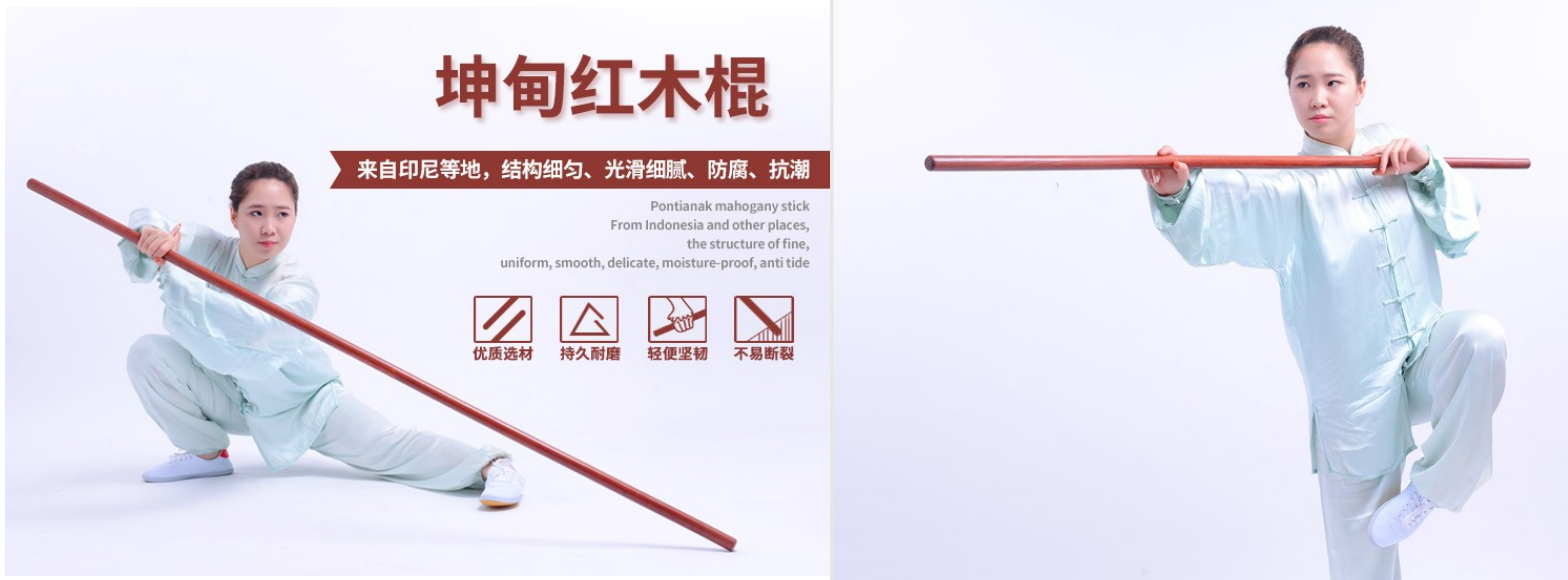 坤甸红木棍
来自印尼等地，结构细匀、光滑细腻、防腐、抗潮
Pontianak mahogany stick
From Indonesia and other places,
the structure of fine,
uniform, smooth, delicate, moisture-proof, anti tide
优质选材 持久耐磨 轻便坚韧 不易断裂